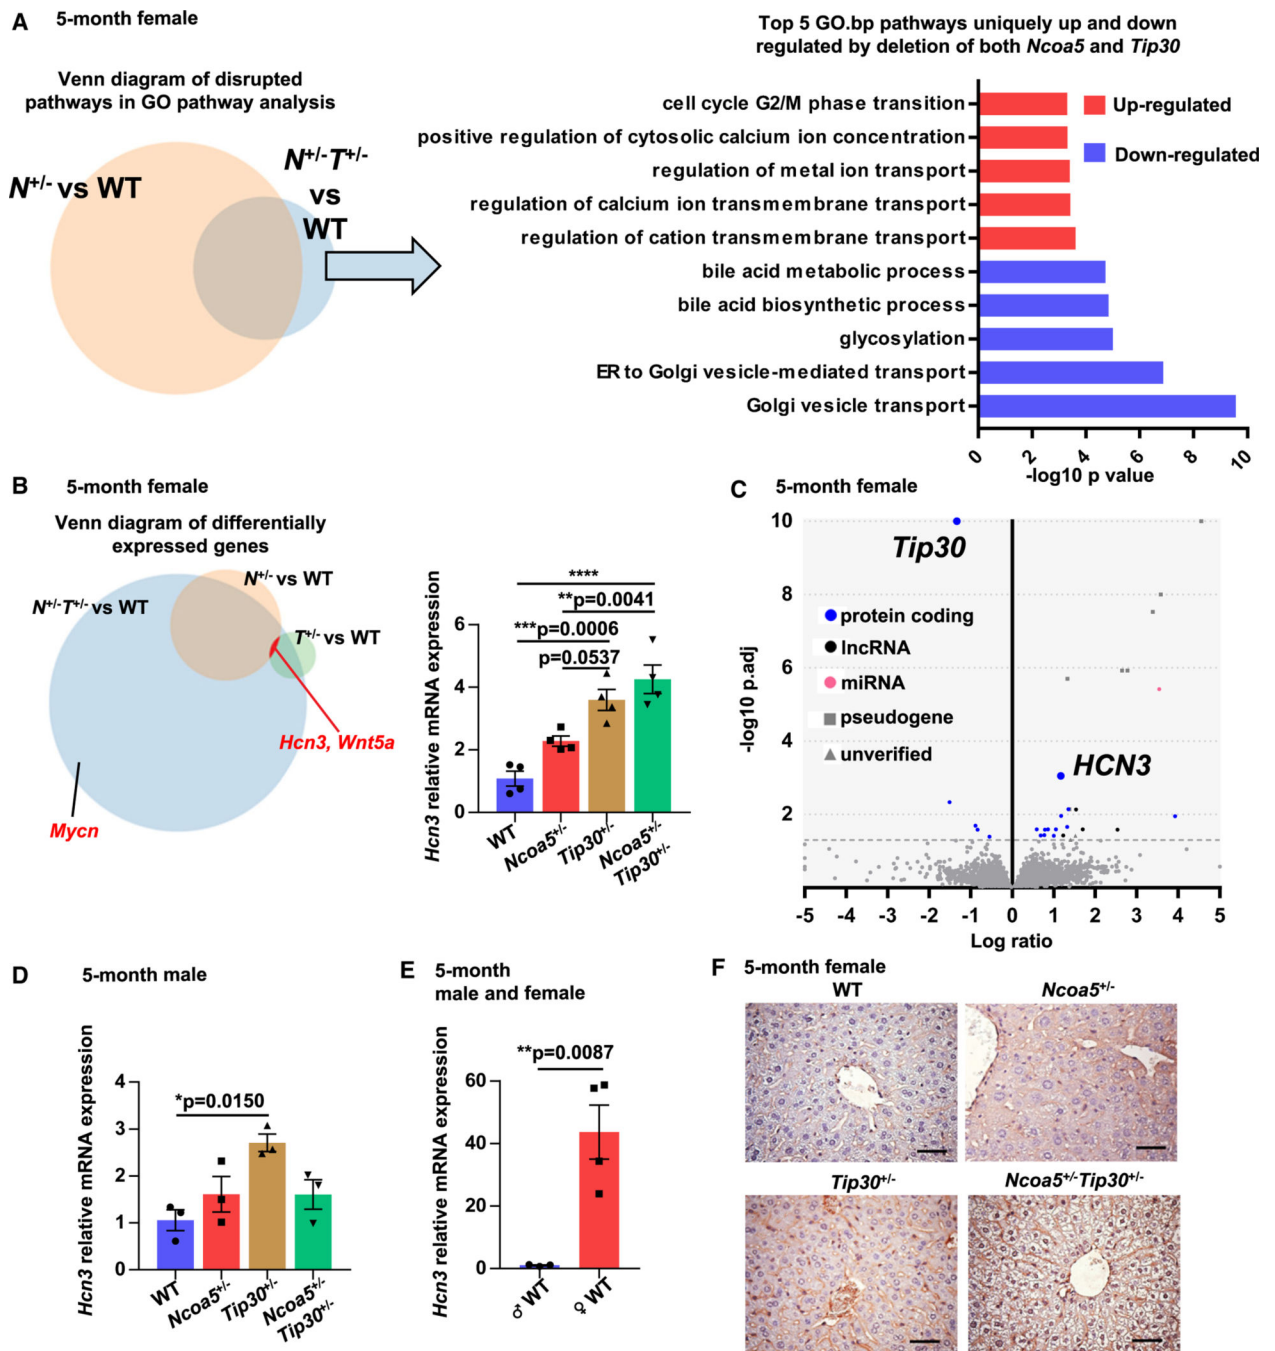 A 5-month female
Venn diagram of disrupted
pathways in GO pathway analysis
N+/- vs WT
N+/-T+/-
vs
WT
Top 5 GO.bp pathways uniquely up and down
regulated by deletion of both Ncoa5 and Tip30
cell cycle G2/M phase transition
positive regulation of cytosolic calcium ion concentration
regulation of metal ion transport
regulation of calcium ion transmembrane transport
regulation of cation transmembrane transport
bile acid metabolic process
bile acid biosynthetic process
glycosylation
ER to Golgi vesicle-mediated transport
Golgi vesicle transport
Up-regulated
Down-regulated
0 2 4 6 8 10
-log10 p value
B 5-month female
Venn diagram of differentially
expressed genes
N+/- vs WT
N+/-T+/- vs WT
T+/- vs WT
Hcn3, Wnt5a
Mycn
Hcn3 relative mRNA expression
6
4
2
0
****
**p=0.0041
***p=0.0006
p=0.0537
WT
Ncoa5+/-
Tip30+/-
Ncoa5+/-
Tip30+/-
C 5-month female
-log10 p.adj
10
8
6
4
2
Tip30
HCN3
protein coding
lncRNA
miRNA
pseudogene
unverified
-5 -4 -3 -2 -1 0 1 2 3 4 5
Log ratio
D 5-month male
Hcn3 relative mRNA expression
4
3
2
1
0
*p=0.0150
WT
Ncoa5+/-
Tip30+/-
Ncoa5+/-
Tip30+/-
E 5-month
male and female
Hcn3 relative mRNA expression
60
40
20
0
**p=0.0087
♂ WT
♀ WT
F 5-month female
WT
Ncoa5+/-
Tip30+/-
Ncoa5+/-Tip30+/-